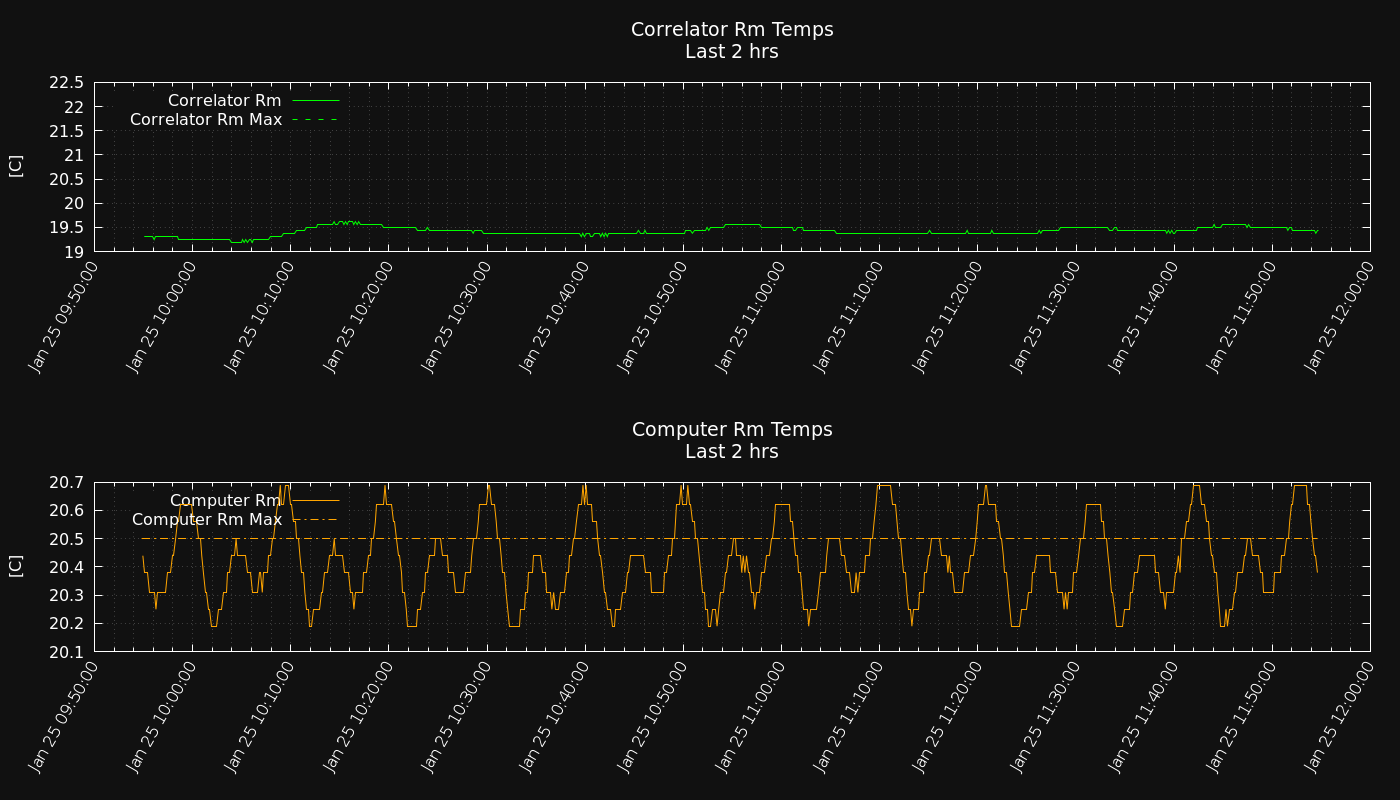 Correlator Rm Temps
Last 2 hrs
22.5
22
21.5
21
20.5
20
19.5
19
[C]
Correlator Rm
Correlator Rm Max
Jan 25 09:50:00
Jan 25 10:00:00
Jan 25 10:10:00
Jan 25 10:20:00
Jan 25 10:30:00
Jan 25 10:40:00
Jan 25 10:50:00
Jan 25 11:00:00
Jan 25 11:10:00
Jan 25 11:20:00
Jan 25 11:30:00
Jan 25 11:40:00
Jan 25 11:50:00
Jan 25 12:00:00
Computer Rm Temps
Last 2 hrs
20.7
20.6
20.5
20.4
20.3
20.2
20.1
[C]
Computer Rm
Computer Rm Max
Jan 25 09:50:00
Jan 25 10:00:00
Jan 25 10:10:00
Jan 25 10:20:00
Jan 25 10:30:00
Jan 25 10:40:00
Jan 25 10:50:00
Jan 25 11:00:00
Jan 25 11:10:00
Jan 25 11:20:00
Jan 25 11:30:00
Jan 25 11:40:00
Jan 25 11:50:00
Jan 25 12:00:00